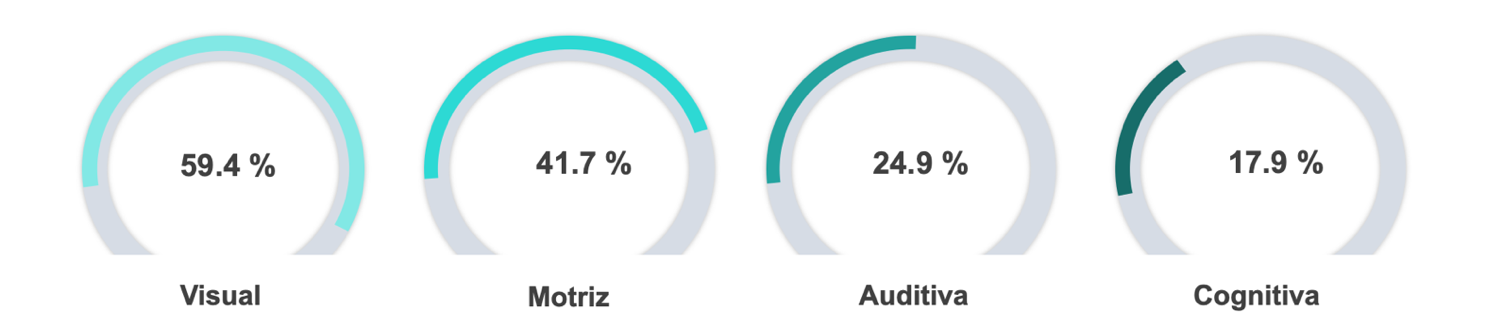 59.4 %
41.7 %
24.9 %
17.9 %
Visual
Motriz
Auditiva
Cognitiva